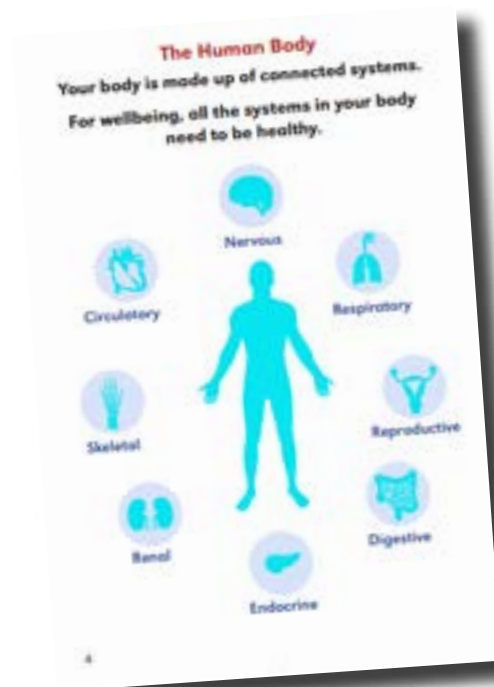 The Human Body
Your body is made up of connected systems.
For wellbeing, all the systems in your body
need to be healthy.
Nervous
Circulatory
Respiratory
Skeletal
Reproductive
Renal
Digestive
Endocrine
4